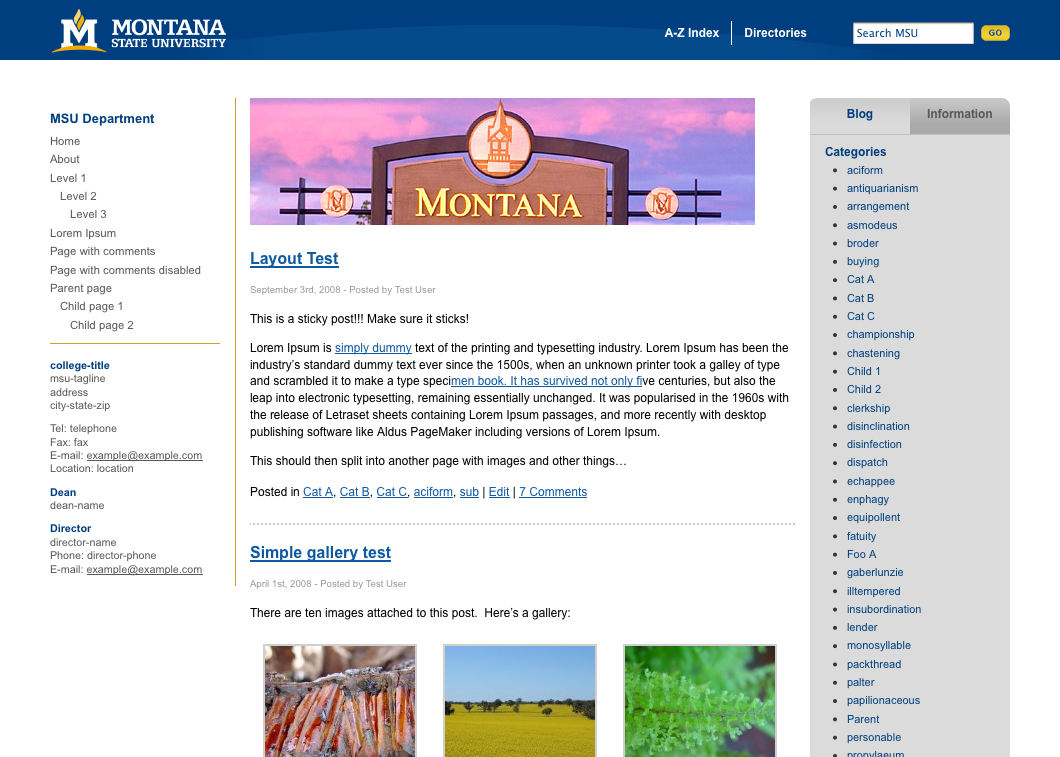 MONTANA
STATE UNIVERSITY
A-Z Index
Directories
Search MSU
GO
MSU Department
Home
About
Level 1
Level 2
Level 3
Lorem Ipsum
Page with comments
Page with comments disabled
Parent page
Child page 1
Child page 2
college-title
msu-tagline
address
city-state-zip
Tel: telephone
Fax: fax
E-mail: example@example.com
Location: location
Dean
dean-name
Director
director-name
Phone: director-phone
E-mail: example@example.com
MONTANA
Layout Test
September 3rd, 2008 - Posted by Test User
This is a sticky post!!! Make sure it sticks!
Lorem Ipsum is simply dummy text of the printing and typesetting industry. Lorem Ipsum has been the
industry's standard dummy text ever since the 1500s, when an unknown printer took a galley of type
and scrambled it to make a type specimen book. It has survived not only five centuries, but also the
leap into electronic typesetting, remaining essentially unchanged. It was popularised in the 1960s with
the release of Letraset sheets containing Lorem Ipsum passages, and more recently with desktop
publishing software like Aldus PageMaker including versions of Lorem Ipsum.
This should then split into another page with images and other things…
Posted in Cat A, Cat B, Cat C, aciform, sub | Edit | 7 Comments
Simple gallery test
April 1st, 2008 - Posted by Test User
There are ten images attached to this post.  Here's a gallery:
Blog
Information
Categories
aciform
antiquarianism
arrangement
asmodeus
broder
buying
Cat A
Cat B
Cat C
championship
chastening
Child 1
Child 2
clerkship
disinclination
disinfection
dispatch
echappee
enphagy
equipollent
fatuity
Foo A
gaberlunzie
illtempered
insubordination
lender
monosyllable
packthread
palter
papilionaceous
Parent
personable
propylaeum